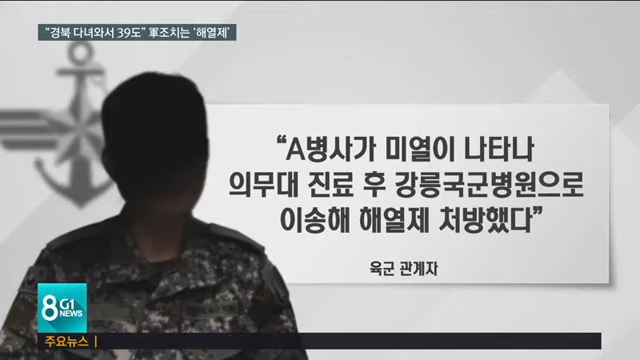 “경북 다녀와서 39도” 軍조치는 ‘해열제’
“A병사가 미열이 나타나
의무대 진료 후 강릉국군병원으로
이송해 해열제 처방했다”
육군 관계자
8 G1 NEWS
주요뉴스